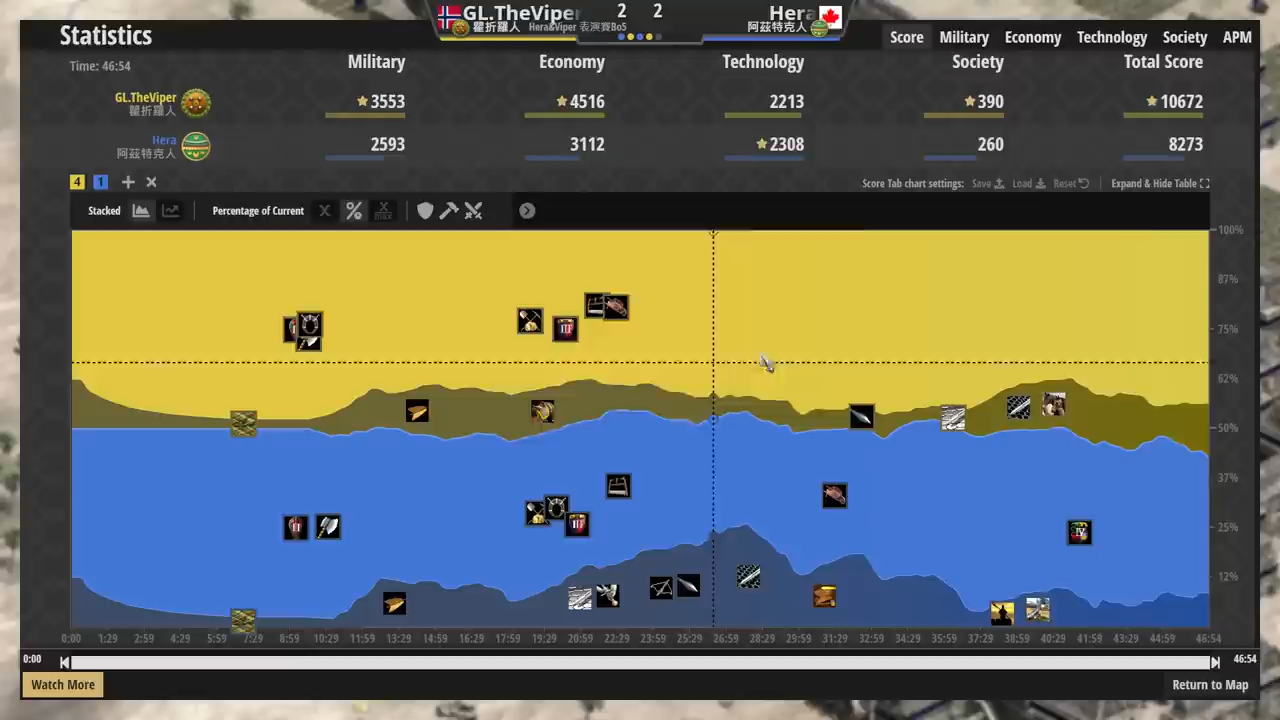 GL.TheViper 2 2 Hera
瞿折羅人 Hera&Viper 表演賽Bo5 阿茲特克人
Statistics
Score Military Economy Technology Society APM
Time: 46:54 Military Economy Technology Society Total Score
GL.TheViper 3553 4516 2213 390 10672
瞿折羅人
Hera 2593 3112 2308 260 8273
阿茲特克人
4 1
Score Tab chart settings: Save Load Reset Expand & Hide Table
Stacked Percentage of Current X % X max
100%
87%
75%
62%
50%
37%
25%
12%
III
II
III
IV
0:00 1:29 2:59 4:29 5:59 7:29 8:59 10:29 11:59 13:29 14:59 16:29 17:59 19:29 20:59 22:29 23:59 25:29 26:59 28:29 29:59 31:29 32:59 34:29 35:59 37:29 38:59 40:29 41:59 43:29 44:59 46:54
0:00 46:54
Watch More Return to Map